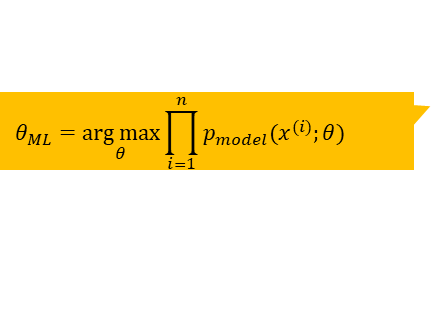 θ_ML = arg max_θ ∏_{i=1}^{n} p_model(x^(i); θ)